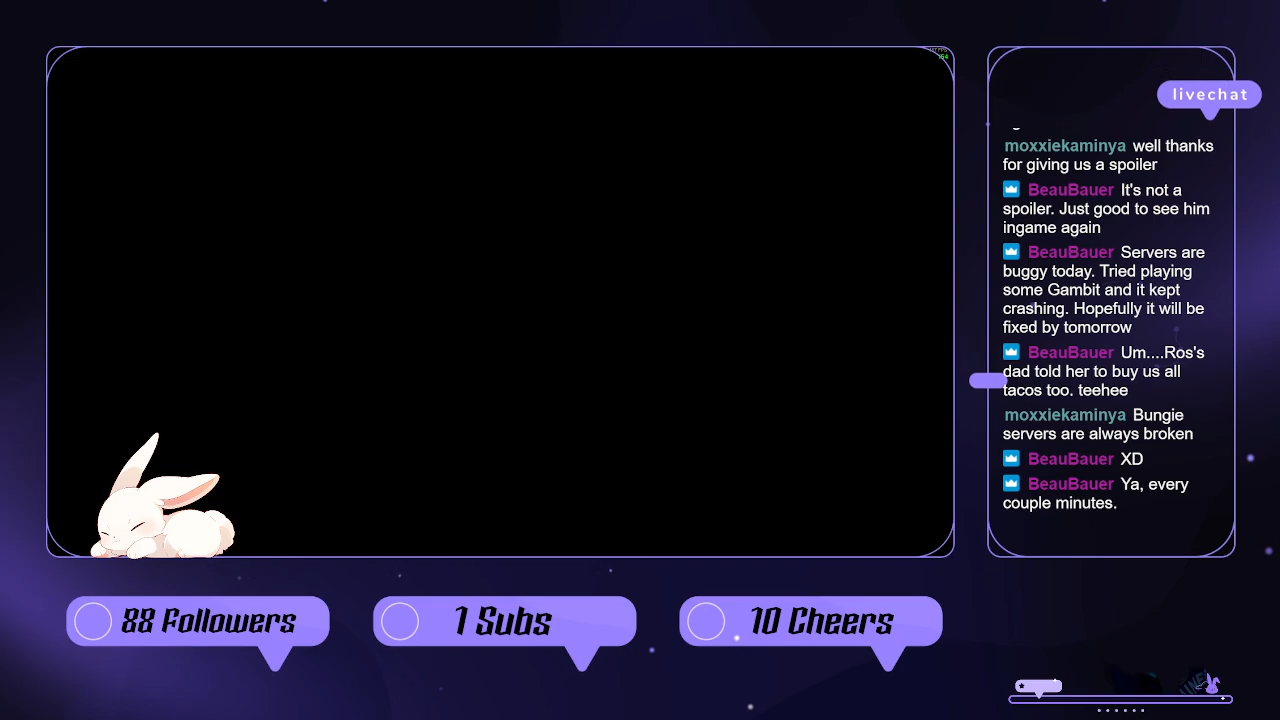 livechat
moxxiekaminya well thanks
for giving us a spoiler
BeauBauer It's not a
spoiler. Just good to see him
ingame again
BeauBauer Servers are
buggy today. Tried playing
some Gambit and it kept
crashing. Hopefully it will be
fixed by tomorrow
BeauBauer Um....Ros's
dad told her to buy us all
tacos too. teehee
moxxiekaminya Bungie
servers are always broken
BeauBauer XD
BeauBauer Ya, every
couple minutes.
88 Followers
1 Subs
10 Cheers